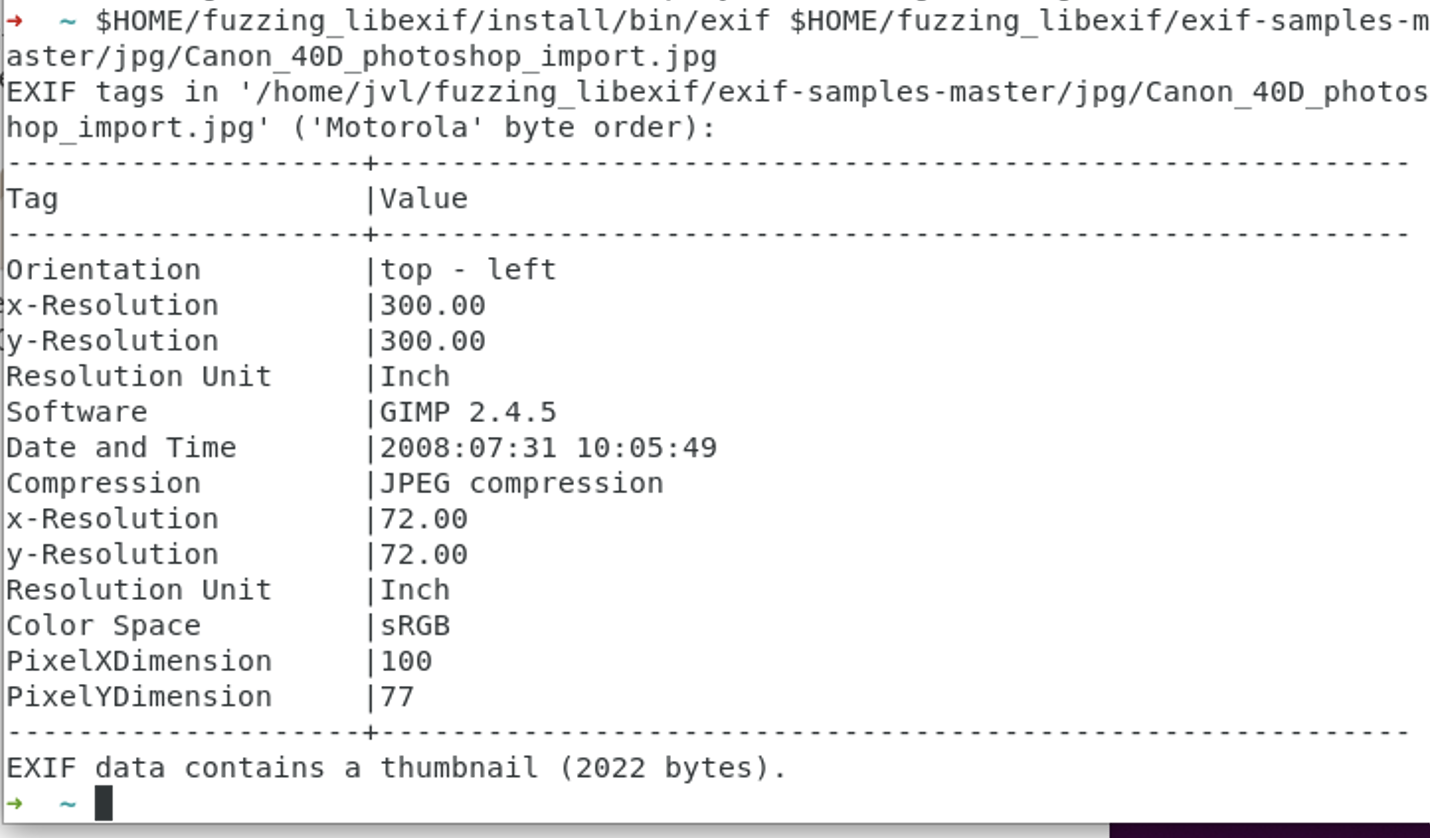 ➜ ~ $HOME/fuzzing_libexif/install/bin/exif $HOME/fuzzing_libexif/exif-samples-m
aster/jpg/Canon_40D_photoshop_import.jpg
EXIF tags in '/home/jvl/fuzzing_libexif/exif-samples-master/jpg/Canon_40D_photos
hop_import.jpg' ('Motorola' byte order):
--------------------+----------------------------------------------------------
Tag                 |Value
--------------------+----------------------------------------------------------
Orientation         |top - left
x-Resolution        |300.00
y-Resolution        |300.00
Resolution Unit     |Inch
Software            |GIMP 2.4.5
Date and Time       |2008:07:31 10:05:49
Compression         |JPEG compression
x-Resolution        |72.00
y-Resolution        |72.00
Resolution Unit     |Inch
Color Space         |sRGB
PixelXDimension     |100
PixelYDimension     |77
--------------------+----------------------------------------------------------
EXIF data contains a thumbnail (2022 bytes).
➜ ~